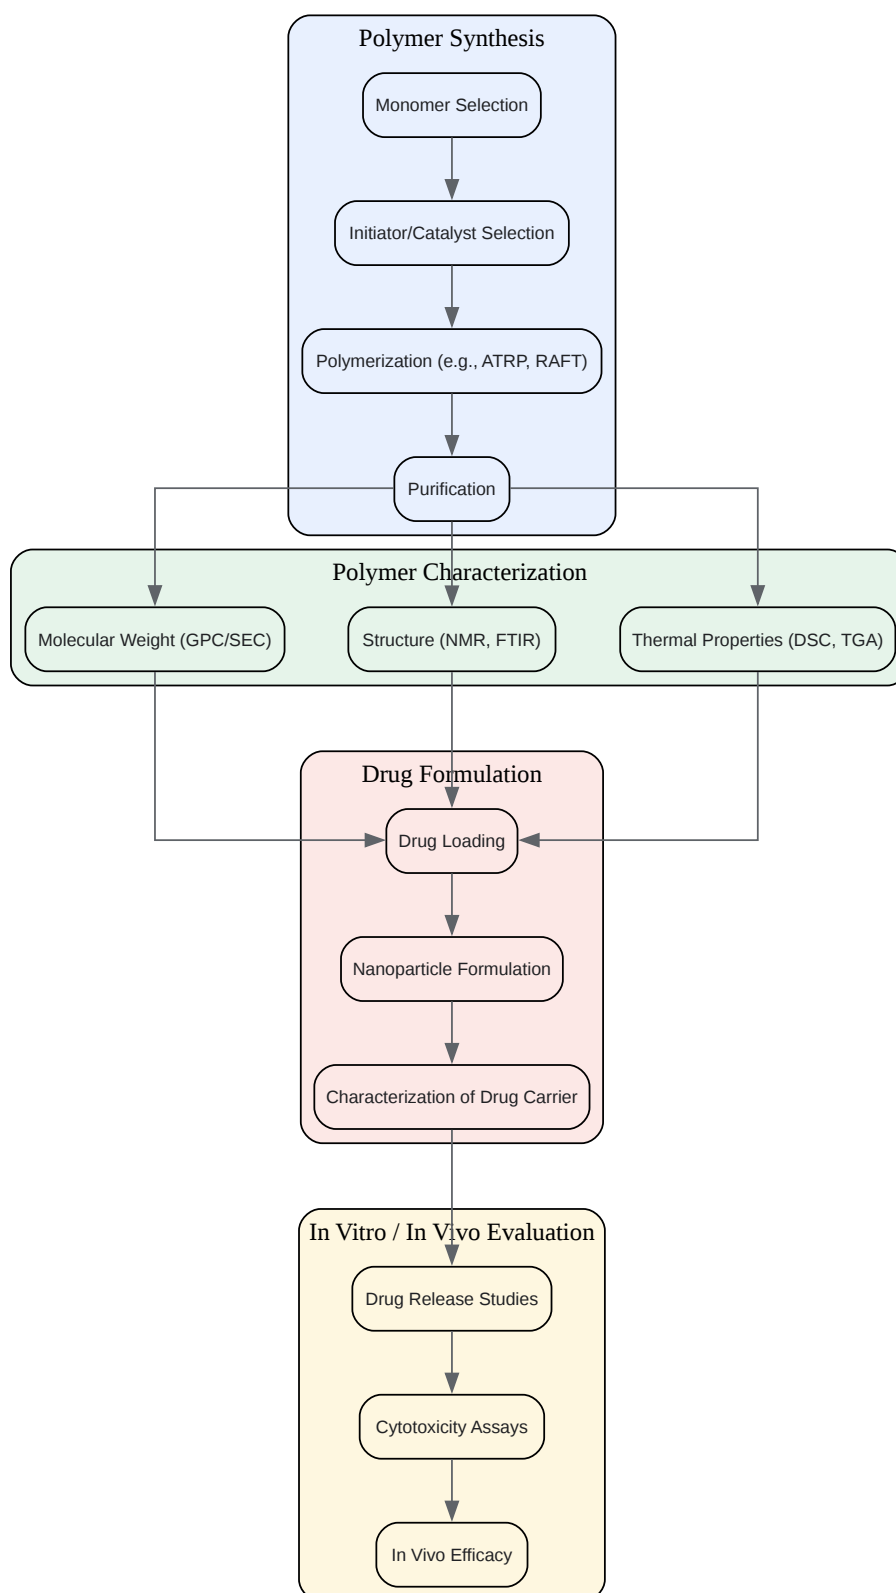 Polymer Synthesis
Monomer Selection
Initiator/Catalyst Selection
Polymerization (e.g., ATRP, RAFT)
Purification
Polymer Characterization
Molecular Weight (GPC/SEC)
Structure (NMR, FTIR)
Thermal Properties (DSC, TGA)
Drug Formulation
Drug Loading
Nanoparticle Formulation
Characterization of Drug Carrier
In Vitro / In Vivo Evaluation
Drug Release Studies
Cytotoxicity Assays
In Vivo Efficacy